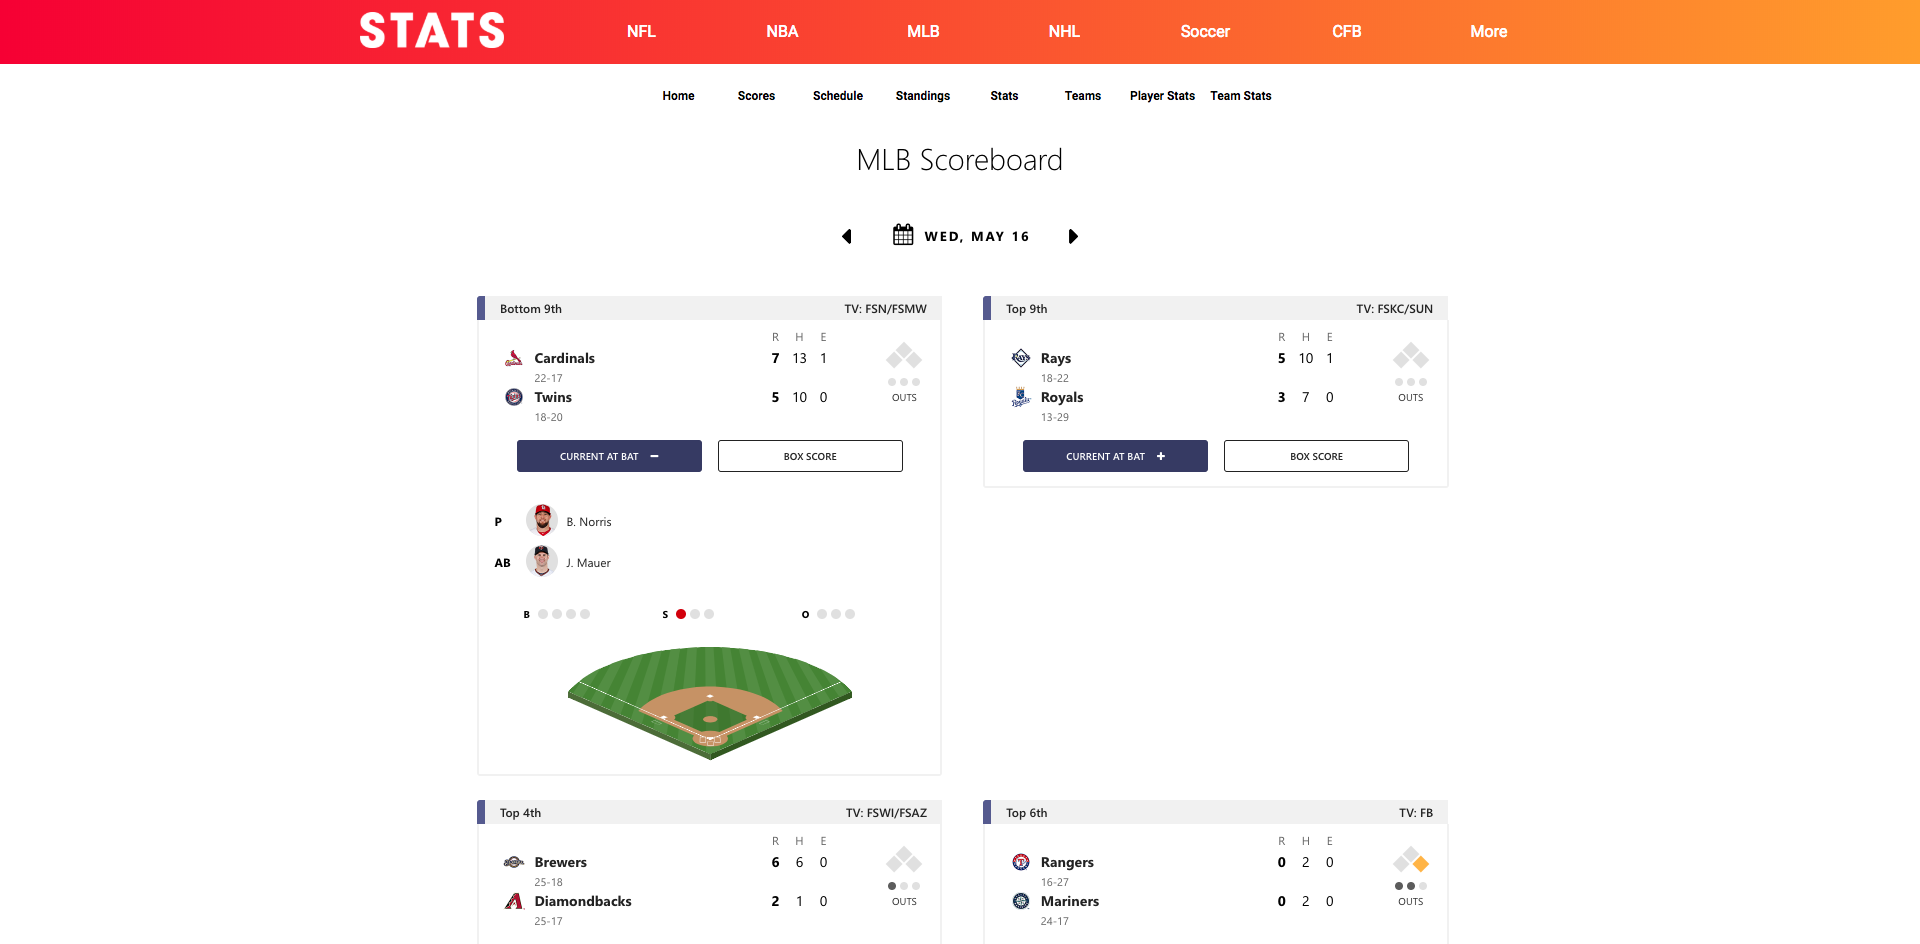 STATS NFL NBA MLB NHL Soccer CFB More
Home Scores Schedule Standings Stats Teams Player Stats Team Stats
MLB Scoreboard
WED, MAY 16
Bottom 9th TV: FSN/FSMW
R H E
Cardinals 7 13 1
22-17
Twins 5 10 0
18-20
OUTS
CURRENT AT BAT − BOX SCORE
P B. Norris
AB J. Mauer
B S O
Top 9th TV: FSKC/SUN
R H E
Rays 5 10 1
18-22
Royals 3 7 0
13-29
OUTS
CURRENT AT BAT + BOX SCORE
Top 4th TV: FSWI/FSAZ
R H E
Brewers 6 6 0
25-18
Diamondbacks 2 1 0
25-17
OUTS
Top 6th TV: FB
R H E
Rangers 0 2 0
16-27
Mariners 0 2 0
24-17
OUTS